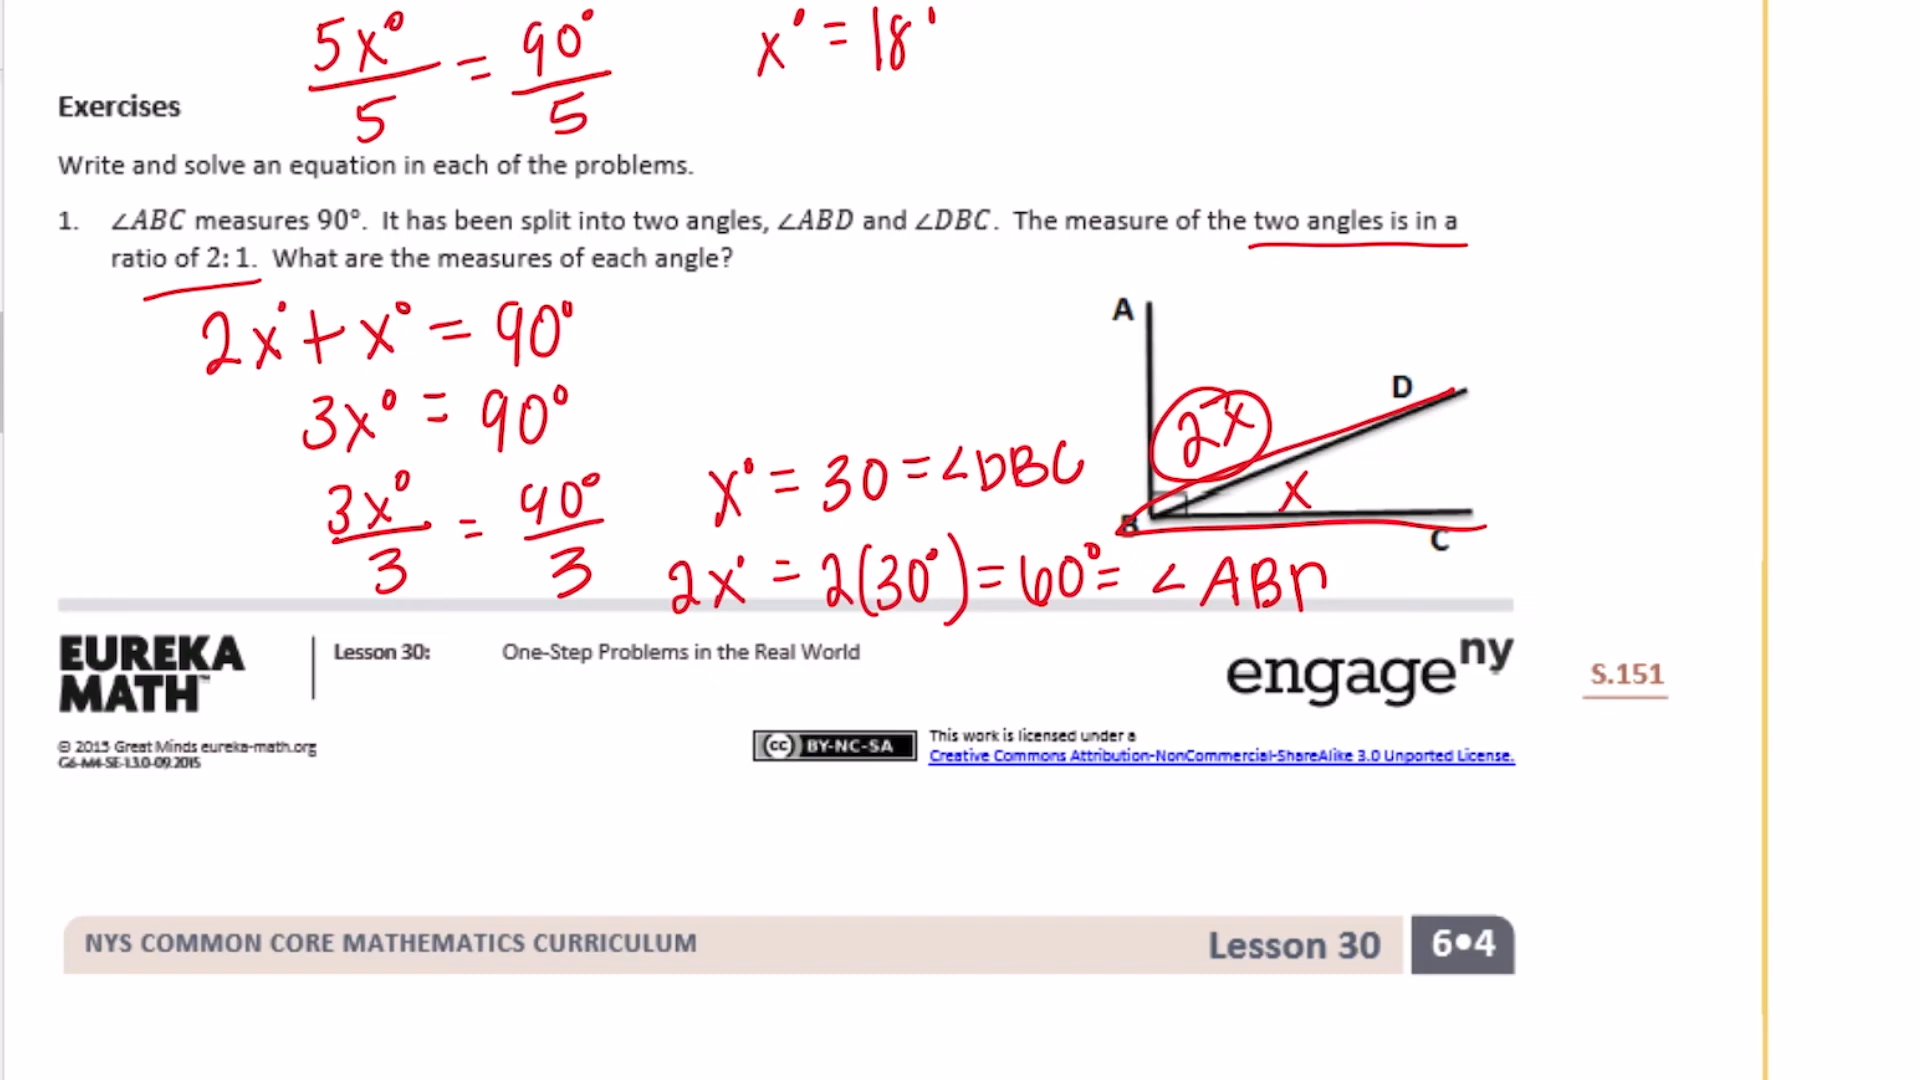 5x° = 90°
5 5
x° = 18°
Exercises
Write and solve an equation in each of the problems.
1. ∠ABC measures 90°. It has been split into two angles, ∠ABD and ∠DBC. The measure of the two angles is in a
ratio of 2: 1. What are the measures of each angle?
2x° + x° = 90°
3x° = 90°
3x° = 90°
3 3
x° = 30 = ∠DBC
2x° = 2(30°) = 60° = ∠AB
A
D
2x
x
B
C
EUREKA
MATH™
Lesson 30: One-Step Problems in the Real World
engage ny
S.151
© 2015 Great Minds eureka-math.org
G6-M4-SE-1.3.0-09.2015
cc BY-NC-SA
This work is licensed under a
Creative Commons Attribution-NonCommercial-ShareAlike 3.0 Unported License.
NYS COMMON CORE MATHEMATICS CURRICULUM
Lesson 30
6•4